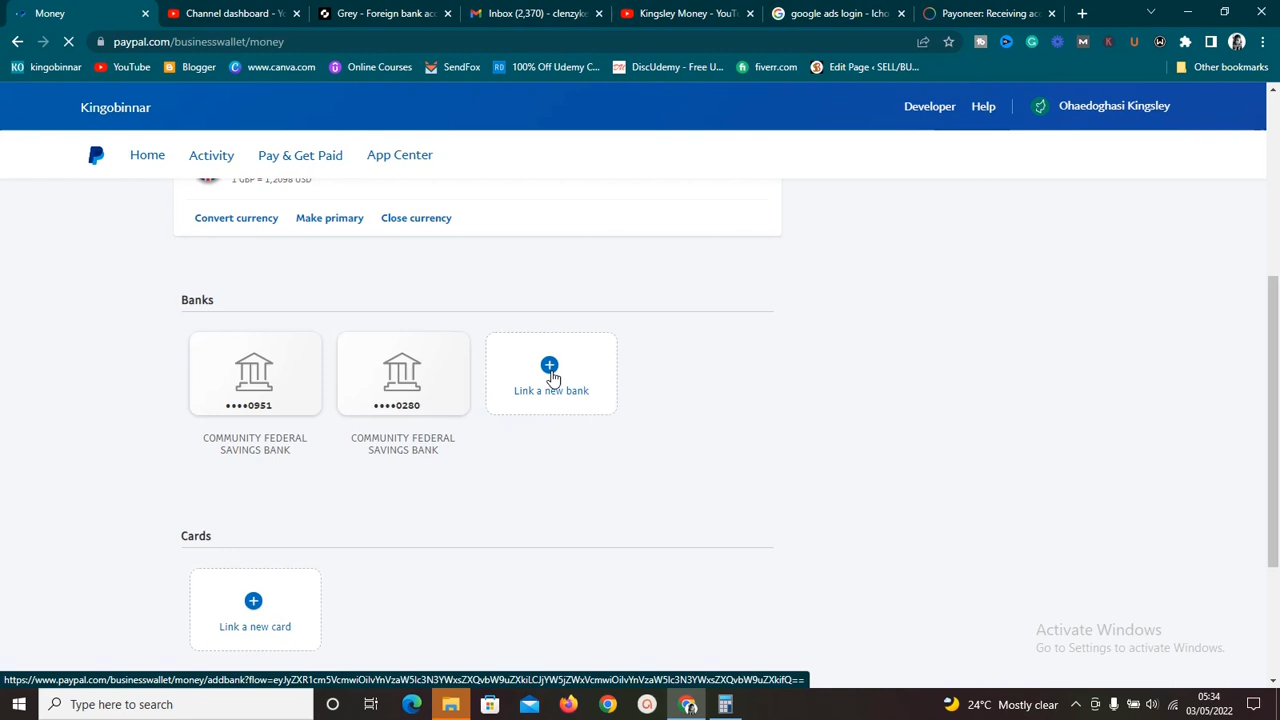 Money
Channel dashboard - Yo
Grey - Foreign bank acc
Inbox (2,370) - clenzyke
Kingsley Money - YouTu
google ads login - Icho
Payoneer: Receiving ac
paypal.com/businesswallet/money
kingobinnar
YouTube
Blogger
www.canva.com
Online Courses
SendFox
100% Off Udemy C...
DiscUdemy - Free U...
fiverr.com
Edit Page ‹ SELL/BU...
Other bookmarks
Kingobinnar
Developer
Help
Ohaedoghasi Kingsley
Home
Activity
Pay & Get Paid
App Center
1 GBP = 1,2098 USD
Convert currency
Make primary
Close currency
Banks
••••0951
••••0280
Link a new bank
COMMUNITY FEDERAL
SAVINGS BANK
COMMUNITY FEDERAL
SAVINGS BANK
Cards
Link a new card
Activate Windows
Go to Settings to activate Windows.
Type here to search
24°C Mostly clear
05:34
03/05/2022